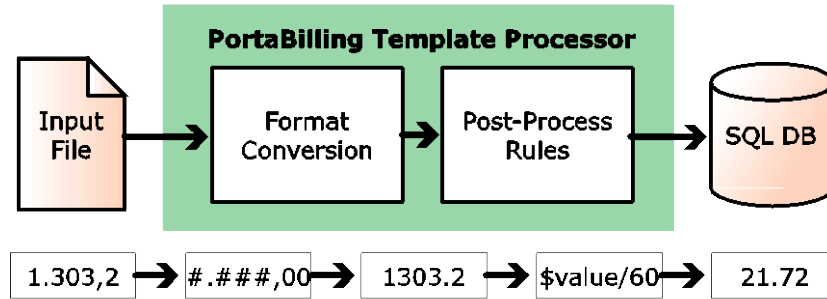 PortaBilling Template Processor
Input
File
Format
Conversion
Post-Process
Rules
SQL DB
1.303,2
#.###,00
1303.2
$value/60
21.72